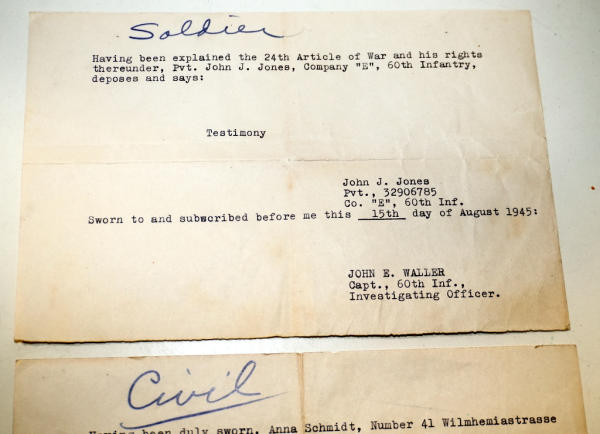 Soldier
Having been explained the 24th Article of War and his rights
thereunder, Pvt. John J. Jones, Company "E", 60th Infantry,
deposes and says:
Testimony
John J. Jones
Pvt., 32906785
Co. "E", 60th Inf.
Sworn to and subwcribed before me this 15th day of August 1945:
JOHN E. WALLER
Capt., 60th Inf.,
Investigating Officer.
Civil
Having been duly sworn, Anna Schmidt, Number 41 Wilmhemiastrasse